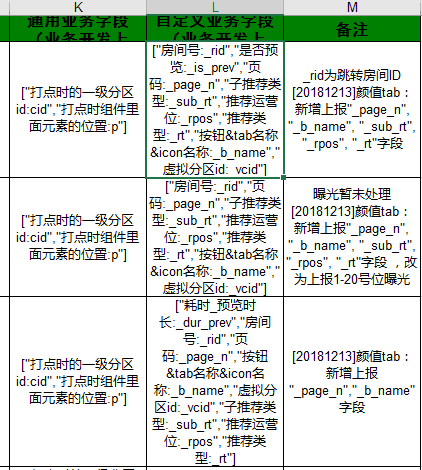 K
L
M
通用业务字段
（业务开发上
自定义业务字段
（业务开发上
备注
["打点时的一级分区
id:cid","打点时组件里
面元素的位置:p"]
["房间号:_rid","是否
预览:_is_prev","页
码:_page_n","子推荐类
型:_sub_rt","推荐运营
位:_rpos","推荐类
型:_rt","按钮&tab名称
&icon名称:_b_name","
虚拟分区id:_vcid"]
_rid为跳转房间ID
[20181213]颜值tab：
新增上报"_page_n",
"_b_name", "_sub_rt",
"_rpos", "_rt"字段
["打点时的一级分区
id:cid","打点时组件里
面元素的位置:p"]
["房间号:_rid","页
码:_page_n","子推荐类
型:_sub_rt","推荐运营
位:_rpos","推荐类
型:_rt","按钮&tab名称
&icon名称:_b_name","
虚拟分区id:_vcid"]
曝光暂未处理
[20181213]颜值tab：
新增上报"_page_n",
"_b_name", "_sub_rt",
"_rpos", "_rt"字段 ，改
为上报1-20号位曝光
["打点时的一级分区
id:cid","打点时组件里
面元素的位置:p"]
["耗时_预览时
长:_dur_prev","房间
号:_rid","页
码:_page_n","按钮
&tab名称&icon名
称:_b_name","虚拟分
区id:_vcid","子推荐类
型:_sub_rt","推荐运营
位:_rpos","推荐类
型:_rt"]
[20181213]颜值tab：
新增上报
"_page_n","_b_name"
字段